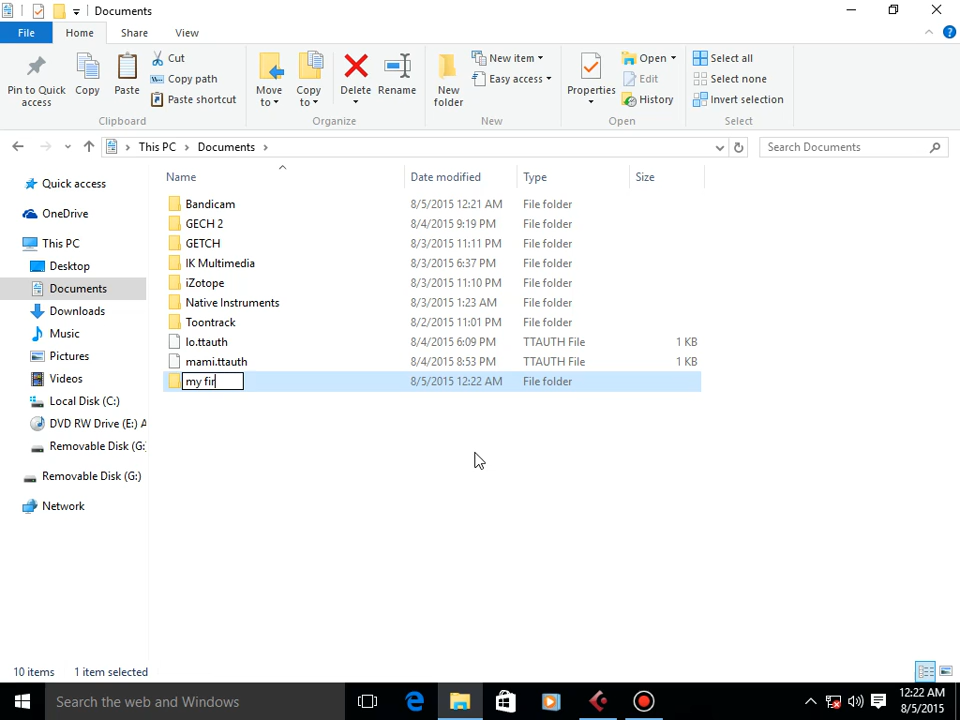 Documents
File Home Share View
Pin to Quick access
Copy
Paste
Cut
Copy path
Paste shortcut
Clipboard
Move to
Copy to
Delete
Rename
Organize
New folder
New item
Easy access
New
Properties
Open
Edit
History
Open
Select all
Select none
Invert selection
Select
This PC Documents
Search Documents
Name Date modified Type Size
Quick access
OneDrive
This PC
Desktop
Documents
Downloads
Music
Pictures
Videos
Local Disk (C:)
DVD RW Drive (E:) A
Removable Disk (G:
Removable Disk (G:)
Network
Bandicam 8/5/2015 12:21 AM File folder
GECH 2 8/4/2015 9:19 PM File folder
GETCH 8/3/2015 11:11 PM File folder
IK Multimedia 8/3/2015 6:37 PM File folder
iZotope 8/3/2015 11:10 PM File folder
Native Instruments 8/3/2015 1:23 AM File folder
Toontrack 8/2/2015 11:01 PM File folder
lo.ttauth 8/4/2015 6:09 PM TTAUTH File 1 KB
mami.ttauth 8/4/2015 8:53 PM TTAUTH File 1 KB
my fir 8/5/2015 12:22 AM File folder
10 items 1 item selected
Search the web and Windows
12:22 AM
8/5/2015